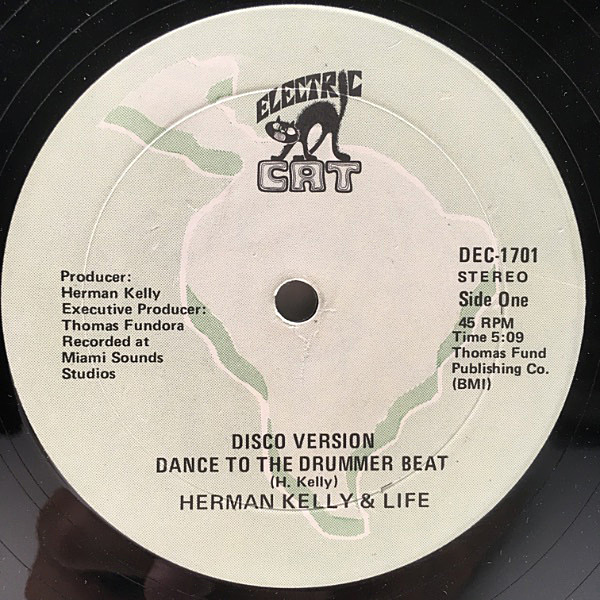 ELECTRIC
CAT
Producer:
Herman Kelly
Executive Producer:
Thomas Fundora
Recorded at
Miami Sounds
Studios
DEC-1701
STEREO
Side One
45 RPM
Time 5:09
Thomas Fund
Publishing Co.
(BMI)
DISCO VERSION
DANCE TO THE DRUMMER BEAT
(H. Kelly)
HERMAN KELLY & LIFE